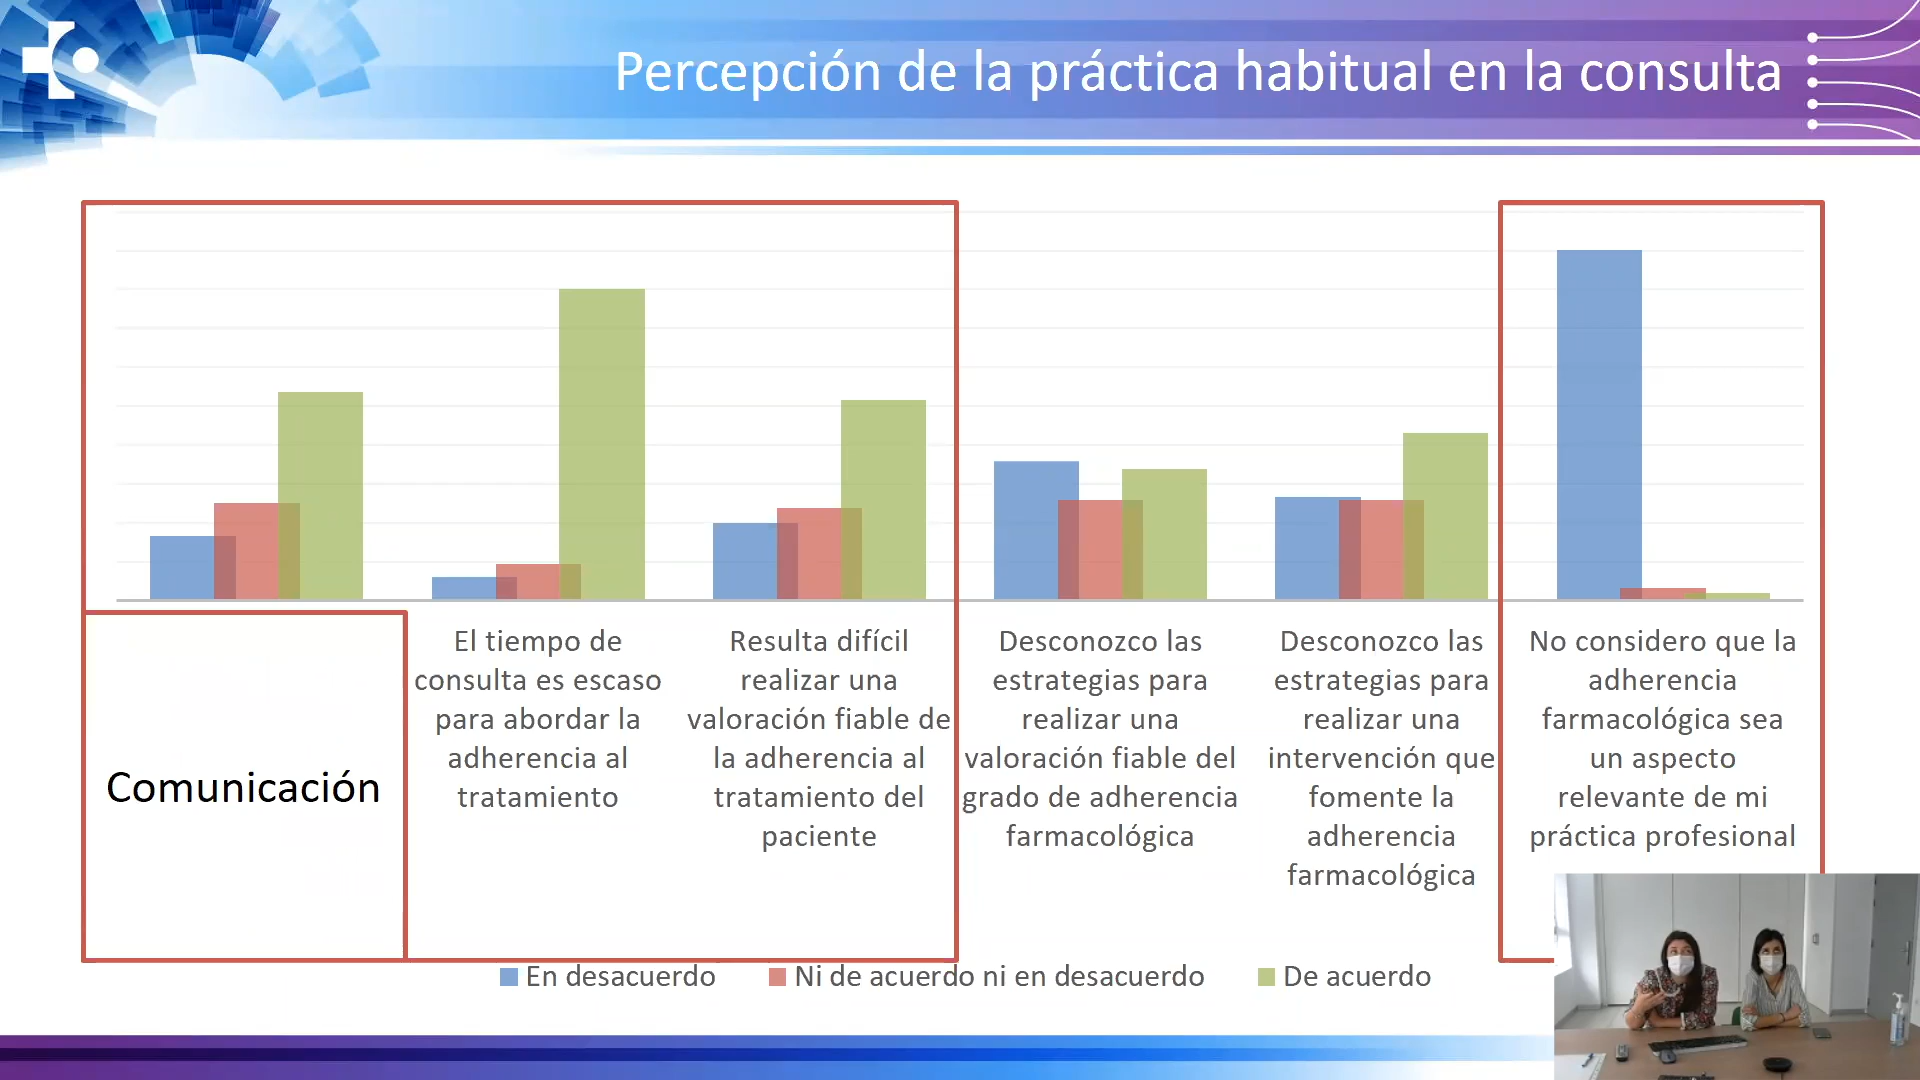 Percepción de la práctica habitual en la consulta
Comunicación
El tiempo de
consulta es escaso
para abordar la
adherencia al
tratamiento
Resulta difícil
realizar una
valoración fiable de
la adherencia al
tratamiento del
paciente
Desconozco las
estrategias para
realizar una
valoración fiable del
grado de adherencia
farmacológica
Desconozco las
estrategias para
realizar una
intervención que
fomente la
adherencia
farmacológica
No considero que la
adherencia
farmacológica sea
un aspecto
relevante de mi
práctica profesional
En desacuerdo
Ni de acuerdo ni en desacuerdo
De acuerdo